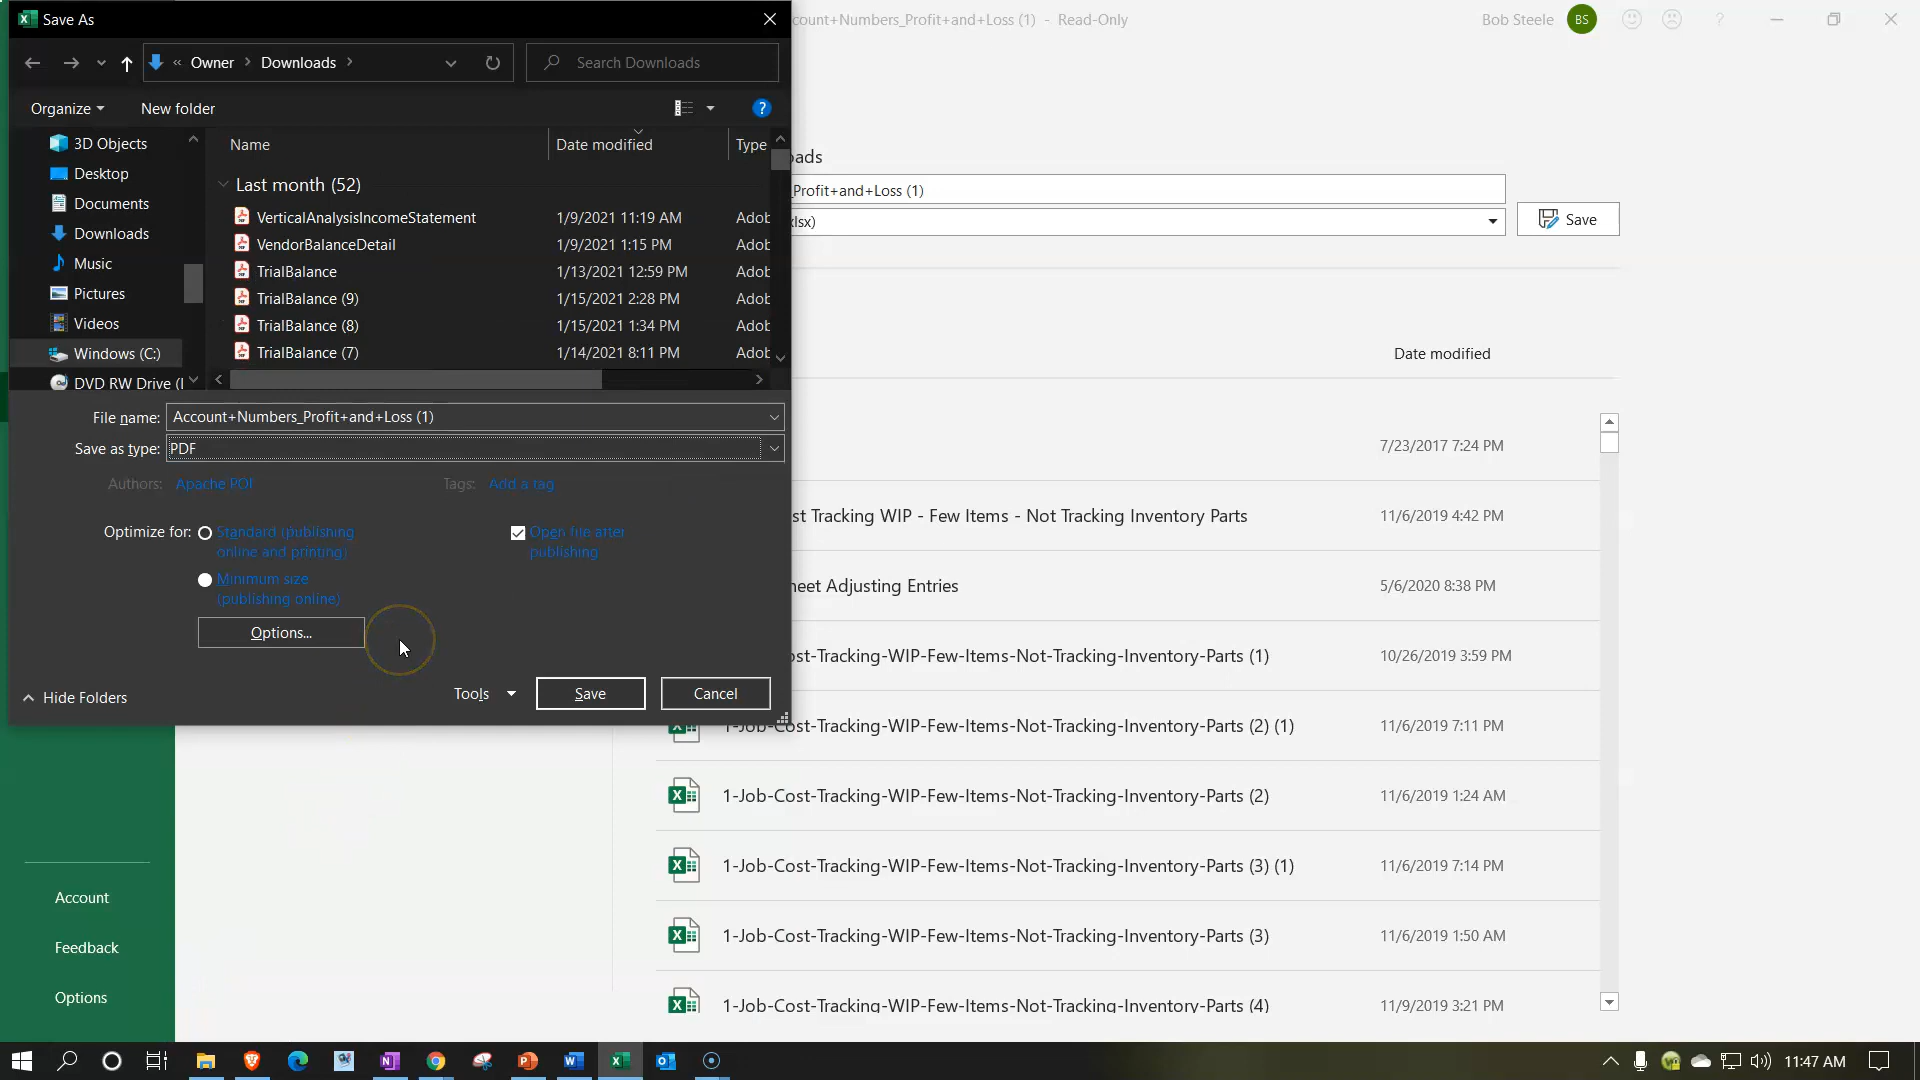 Save As
Account+Numbers_Profit+and+Loss (1) - Read-Only
Bob Steele
BS
?
« Owner > Downloads >
Search Downloads
Organize
New folder
?
3D Objects
Desktop
Documents
Downloads
Music
Pictures
Videos
Windows (C:)
DVD RW Drive (
Name
Date modified
Type
Last month (52)
VerticalAnalysisIncomeStatement 1/9/2021 11:19 AM Adob
VendorBalanceDetail 1/9/2021 1:15 PM Adob
TrialBalance 1/13/2021 12:59 PM Adob
TrialBalance (9) 1/15/2021 2:28 PM Adob
TrialBalance (8) 1/15/2021 1:34 PM Adob
TrialBalance (7) 1/14/2021 8:11 PM Adob
File name: Account+Numbers_Profit+and+Loss (1)
Save as type: PDF
Authors: Apache POI
Tags: Add a tag
Optimize for:
Standard (publishing
online and printing)
Minimum size
(publishing online)
Open file after
publishing
Options...
Hide Folders
Tools
Save
Cancel
oads
_Profit+and+Loss (1)
xlsx)
Save
Date modified
7/23/2017 7:24 PM
st Tracking WIP - Few Items - Not Tracking Inventory Parts 11/6/2019 4:42 PM
heet Adjusting Entries 5/6/2020 8:38 PM
ost-Tracking-WIP-Few-Items-Not-Tracking-Inventory-Parts (1) 10/26/2019 3:59 PM
1-Job-Cost-Tracking-WIP-Few-Items-Not-Tracking-Inventory-Parts (2) (1) 11/6/2019 7:11 PM
1-Job-Cost-Tracking-WIP-Few-Items-Not-Tracking-Inventory-Parts (2) 11/6/2019 1:24 AM
1-Job-Cost-Tracking-WIP-Few-Items-Not-Tracking-Inventory-Parts (3) (1) 11/6/2019 7:14 PM
1-Job-Cost-Tracking-WIP-Few-Items-Not-Tracking-Inventory-Parts (3) 11/6/2019 1:50 AM
1-Job-Cost-Tracking-WIP-Few-Items-Not-Tracking-Inventory-Parts (4) 11/9/2019 3:21 PM
Account
Feedback
Options
11:47 AM